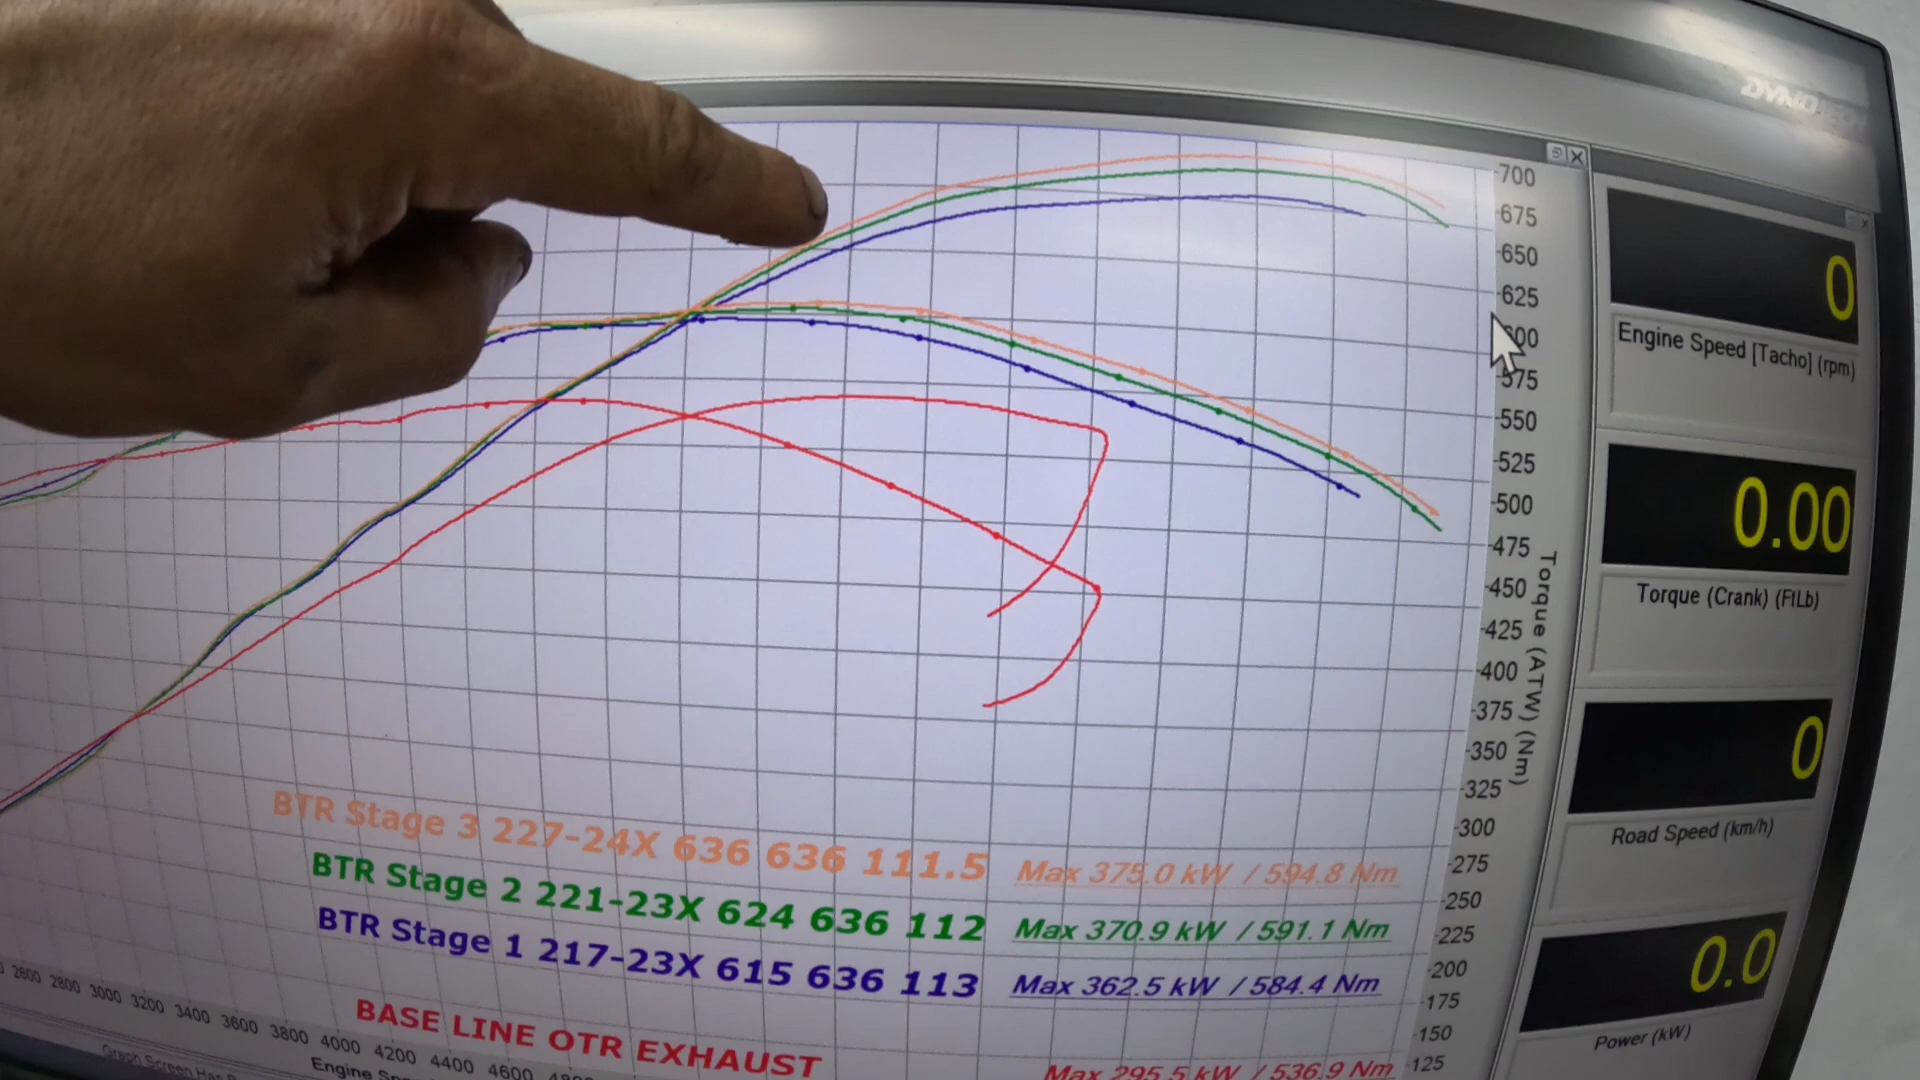 DYNO
700
675
650
625
600
575
550
525
500
475
450
425
400
375
350
325
300
275
250
225
200
175
150
125
Torque (ATW) (Nm)
0
Engine Speed [Tacho] (rpm)
0.00
Torque (Crank) (FtLb)
0
Road Speed (km/h)
0.0
Power (kW)
BTR Stage 3 227-24X 636 636 111.5 Max 375.0 kW / 594.8 Nm
BTR Stage 2 221-23X 624 636 112 Max 370.9 kW / 591.1 Nm
BTR Stage 1 217-23X 615 636 113 Max 362.5 kW / 584.4 Nm
BASE LINE OTR EXHAUST Max 295.5 kW / 536.9 Nm
2600 2800 3000 3200 3400 3600 3800 4000 4200 4400 4600
Engine
Graph Screen Has